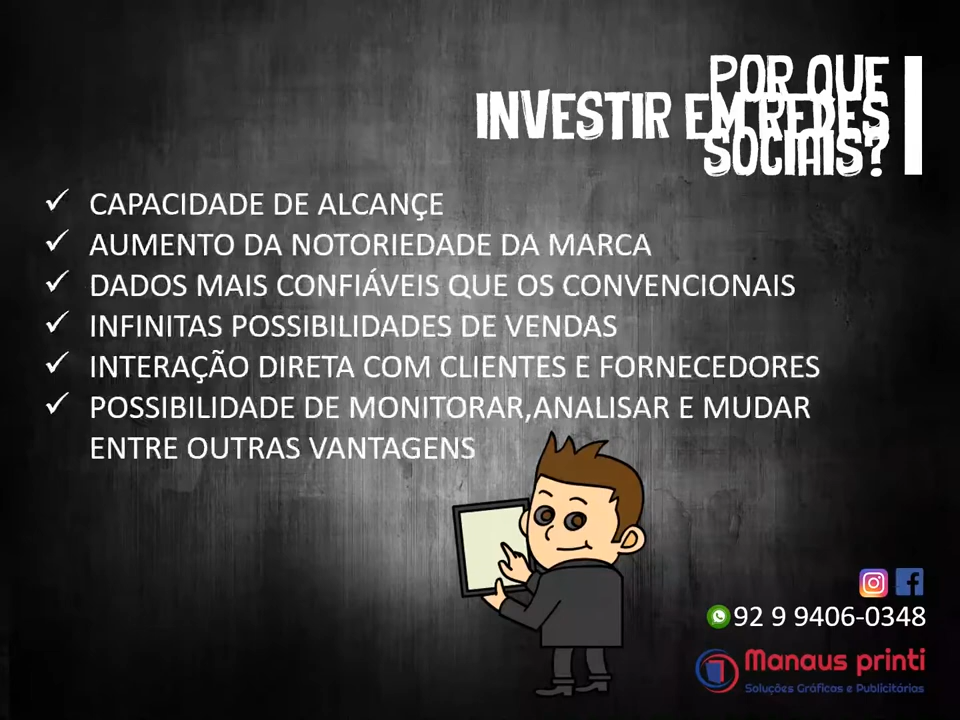 POR QUE
INVESTIR EM REDES
SOCIAIS?
CAPACIDADE DE ALCANÇE
AUMENTO DA NOTORIEDADE DA MARCA
DADOS MAIS CONFIÁVEIS QUE OS CONVENCIONAIS
INFINITAS POSSIBILIDADES DE VENDAS
INTERAÇÃO DIRETA COM CLIENTES E FORNECEDORES
POSSIBILIDADE DE MONITORAR,ANALISAR E MUDAR
ENTRE OUTRAS VANTAGENS
92 9 9406-0348
Manaus printi
Soluções Gráficas e Publicitárias